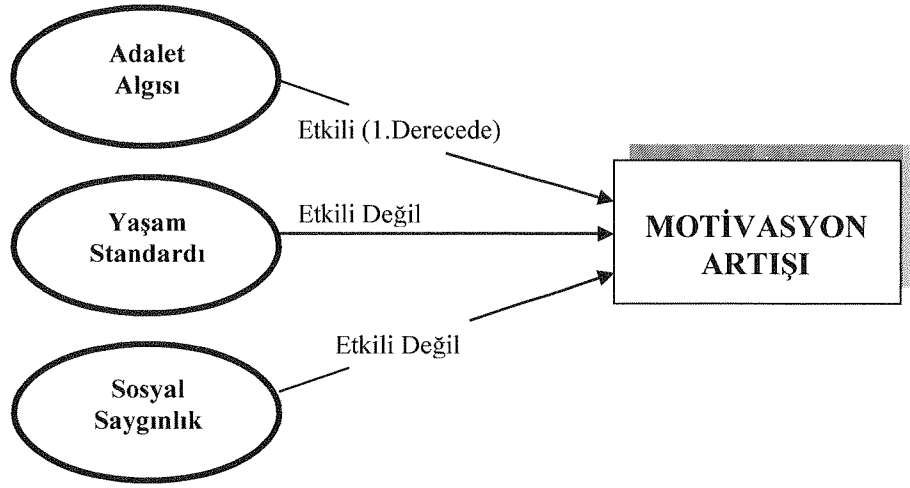 Adalet
Algısı
Etkili (1.Derecede)
Yaşam
Standardı
Etkili Değil
MOTİVASYON
ARTIŞI
Etkili Değil
Sosyal
Saygınlık